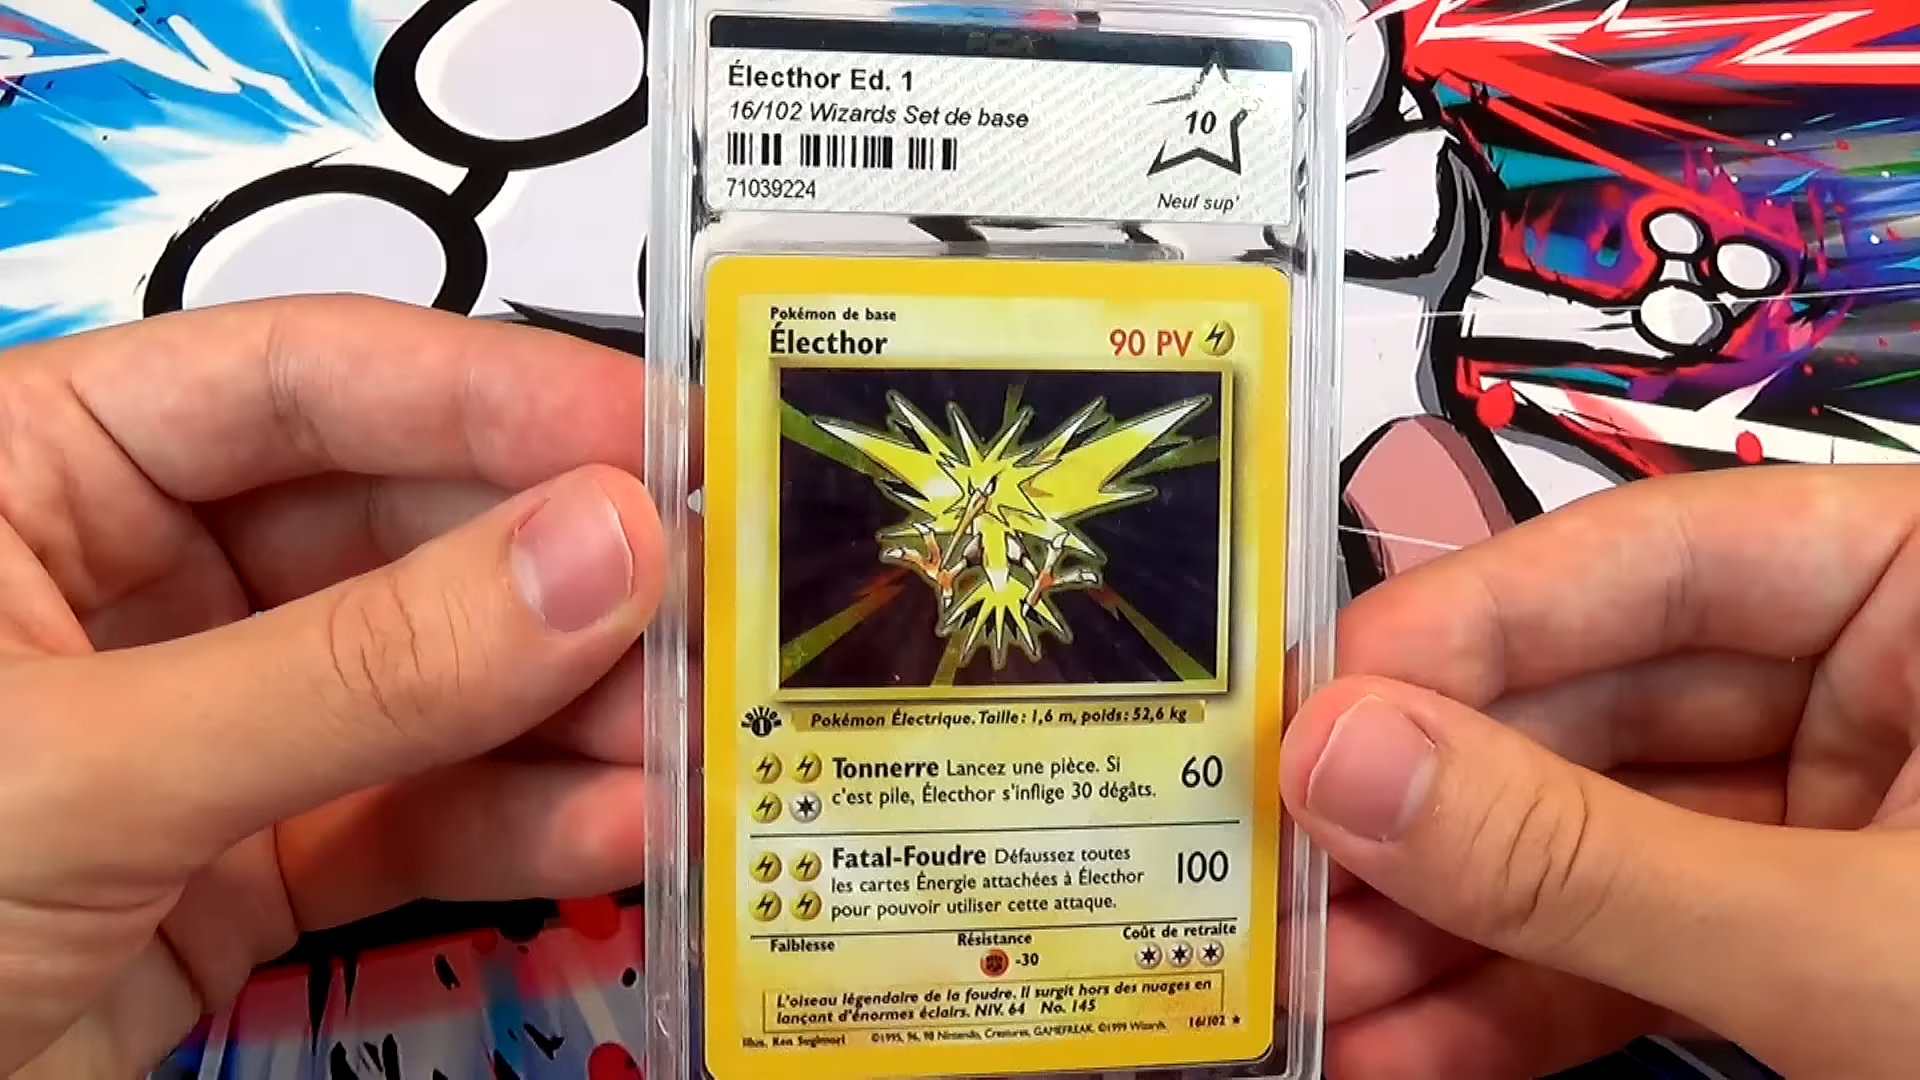 PCA
Électhor Ed. 1
16/102 Wizards Set de base
10
71039224
Neuf sup'
Pokémon de base
Électhor
90 PV
EDITION
1
Pokémon Électrique. Taille: 1,6 m, poids: 52,6 kg
Tonnerre Lancez une pièce. Si
c'est pile, Électhor s'inflige 30 dégâts.
60
Fatal-Foudre Défaussez toutes
les cartes Énergie attachées à Électhor
pour pouvoir utiliser cette attaque.
100
Faiblesse
Résistance
Coût de retraite
-30
L'oiseau légendaire de la foudre. Il surgit hors des nuages en
lançant d'énormes éclairs. NIV. 64 No. 145
Illus. Ken Sugimori
©1995, 96, 98 Nintendo, Creatures, GAMEFREAK. ©1999 Wizards.
16/102 ★